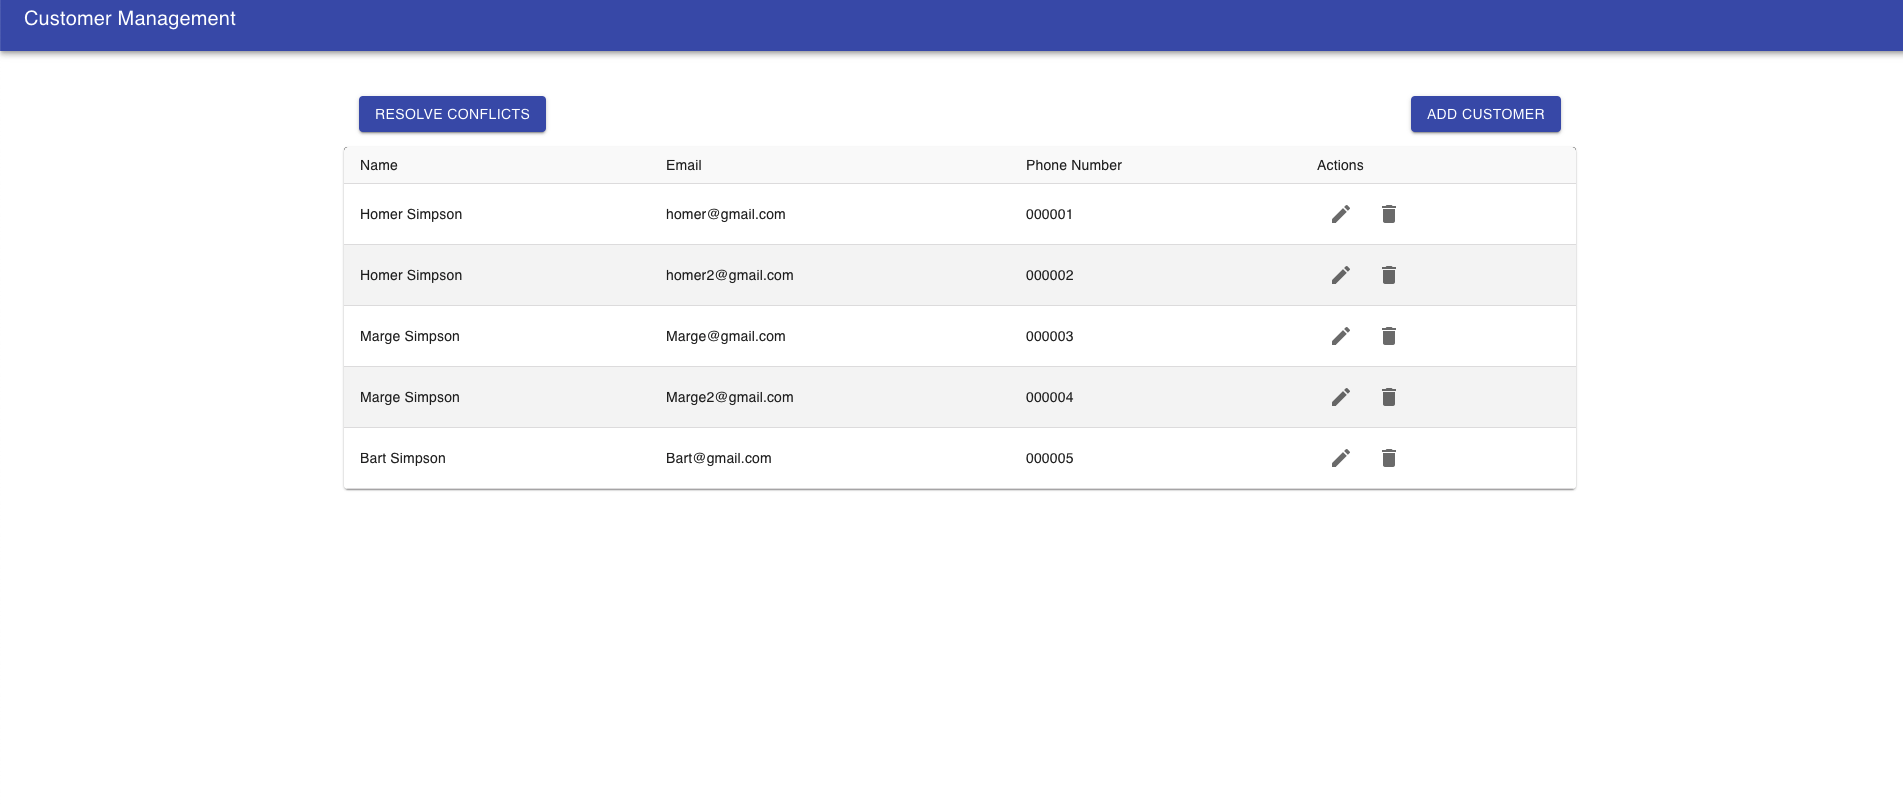 Customer Management
RESOLVE CONFLICTS ADD CUSTOMER
Name Email Phone Number Actions
Homer Simpson homer@gmail.com 000001
Homer Simpson homer2@gmail.com 000002
Marge Simpson Marge@gmail.com 000003
Marge Simpson Marge2@gmail.com 000004
Bart Simpson Bart@gmail.com 000005